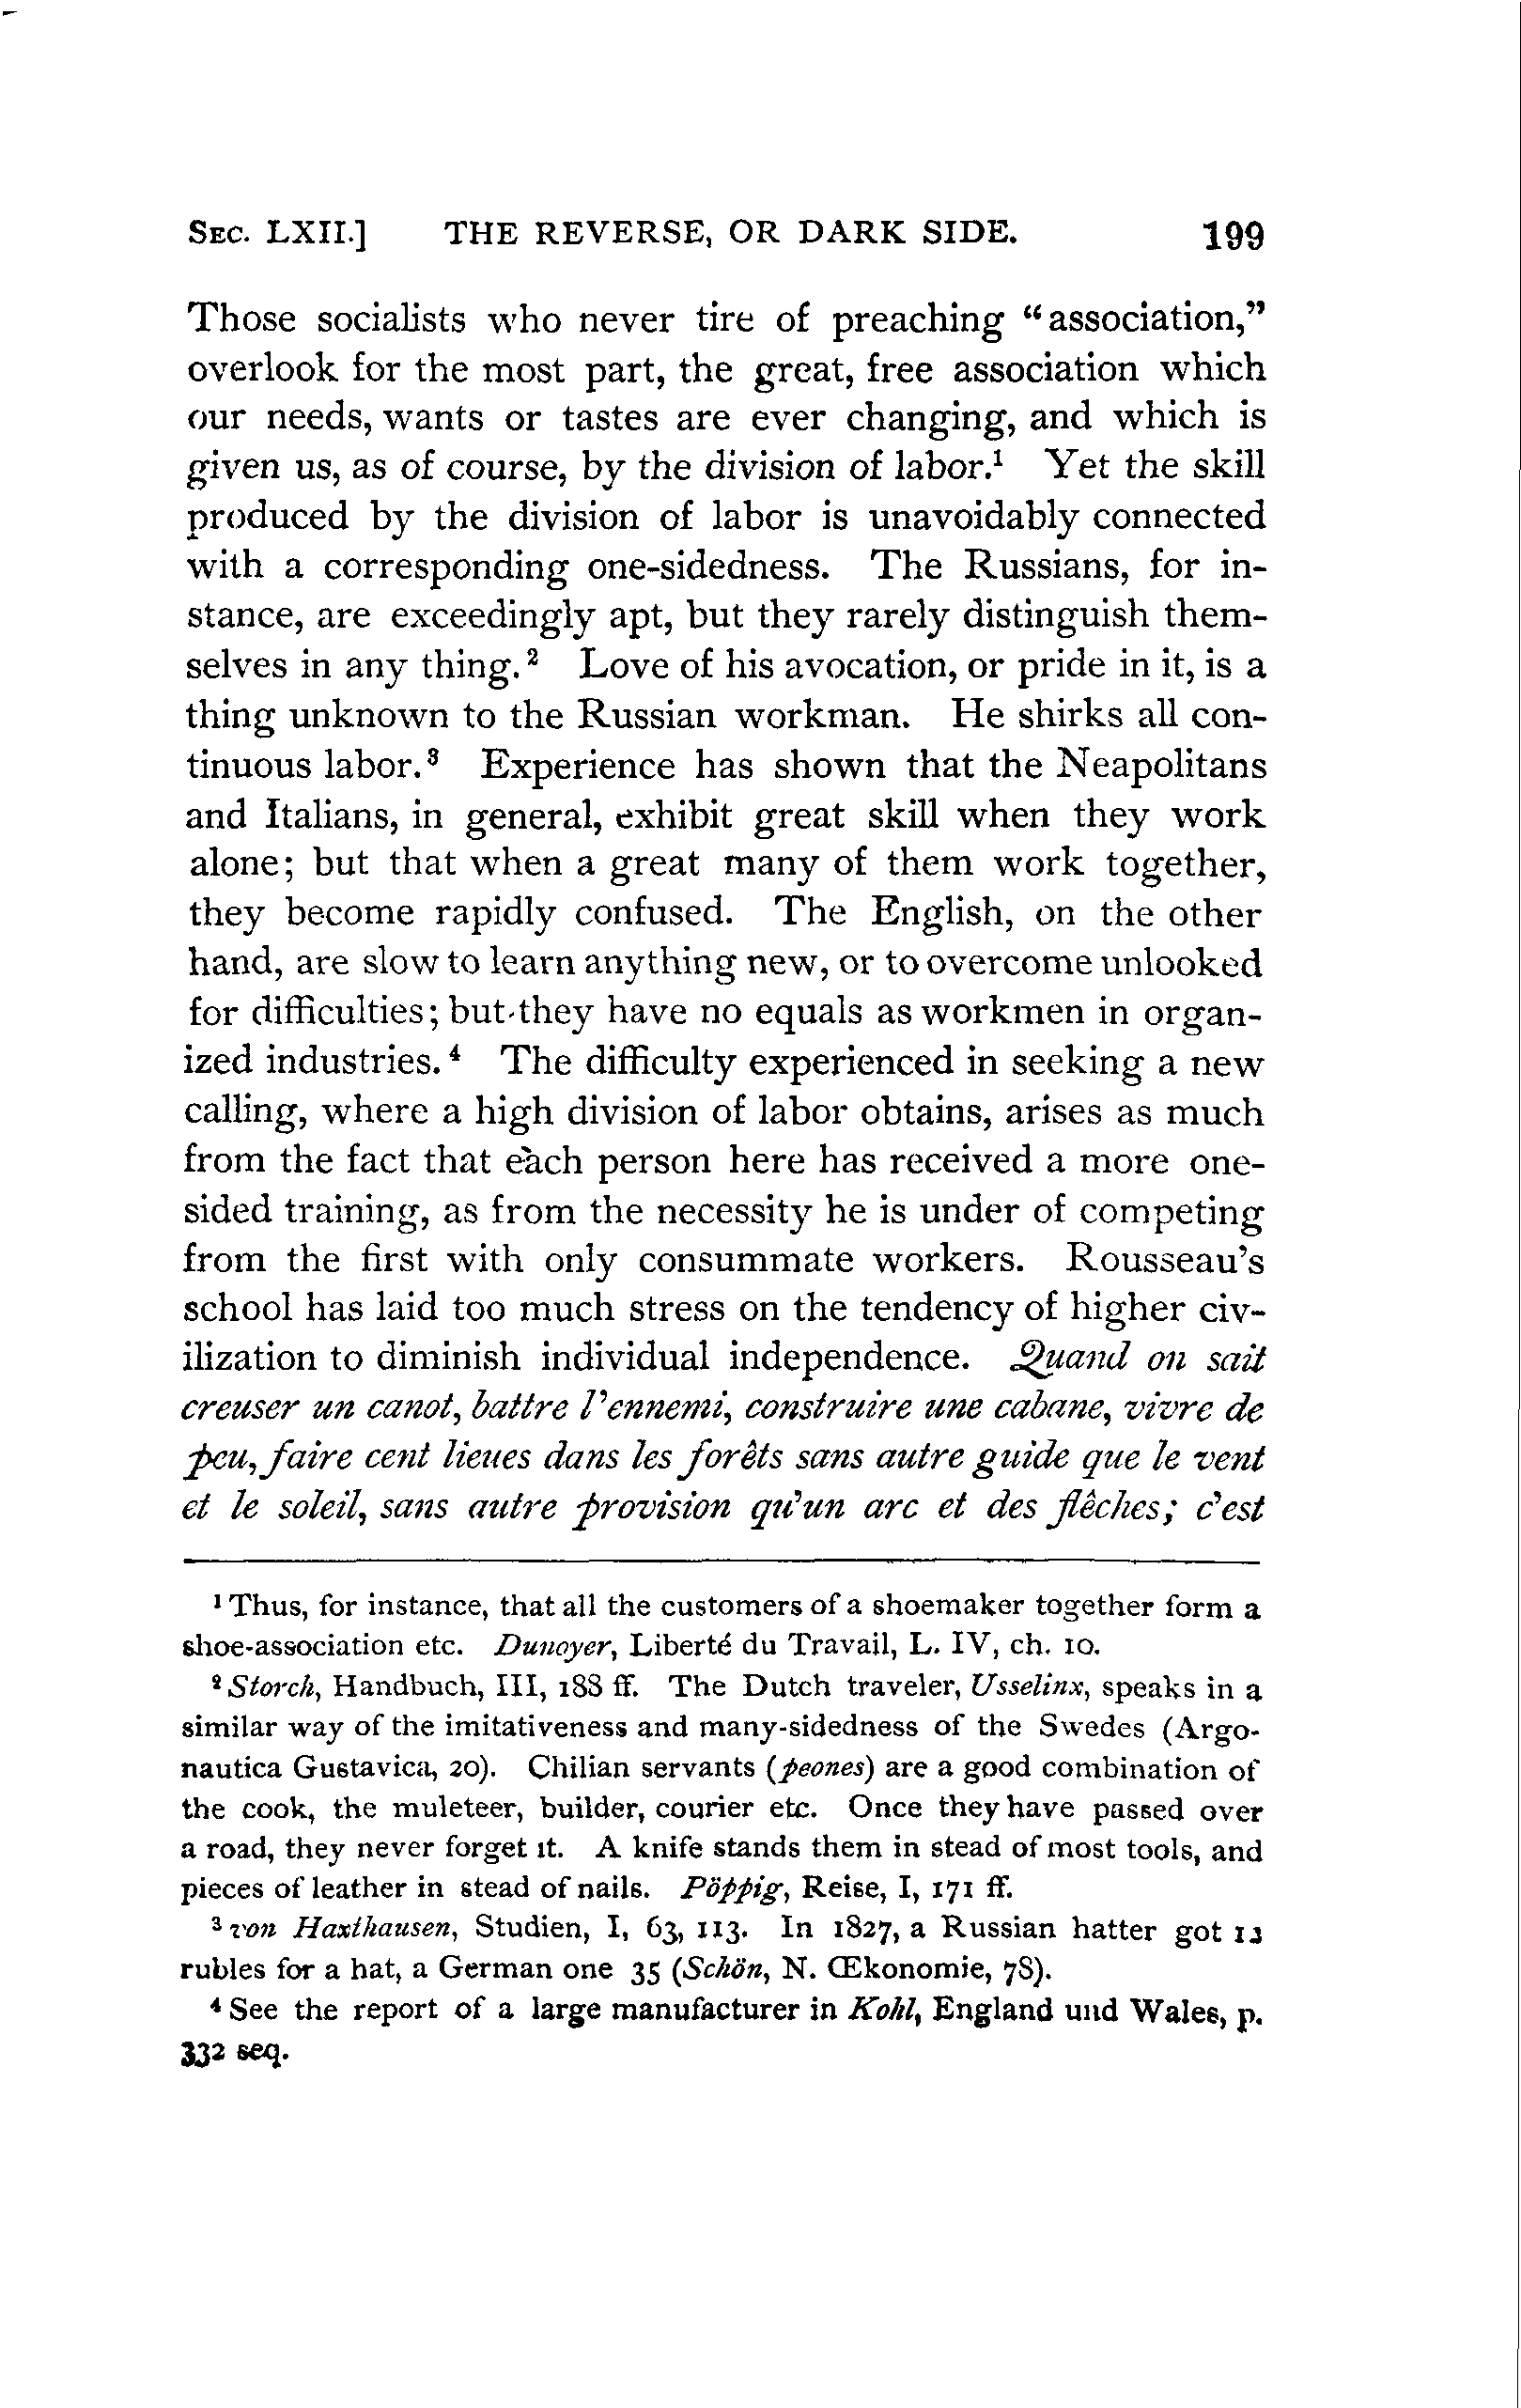 SEC. LXII.] THE REVERSE, OR DARK SIDE. 199
Those socialists who never tire of preaching “association,”
overlook for the most part, the great, free association which
our needs, wants or tastes are ever changing, and which is
given us, as of course, by the division of labor.¹ Yet the skill
produced by the division of labor is unavoidably connected
with a corresponding one-sidedness. The Russians, for in-
stance, are exceedingly apt, but they rarely distinguish them-
selves in any thing.² Love of his avocation, or pride in it, is a
thing unknown to the Russian workman. He shirks all con-
tinuous labor.³ Experience has shown that the Neapolitans
and Italians, in general, exhibit great skill when they work
alone; but that when a great many of them work together,
they become rapidly confused. The English, on the other
hand, are slow to learn anything new, or to overcome unlooked
for difficulties; but they have no equals as workmen in organ-
ized industries.⁴ The difficulty experienced in seeking a new
calling, where a high division of labor obtains, arises as much
from the fact that each person here has received a more one-
sided training, as from the necessity he is under of competing
from the first with only consummate workers. Rousseau's
school has laid too much stress on the tendency of higher civ-
ilization to diminish individual independence. Quand on sait
creuser un canot, battre l'ennemi, construire une cabane, vivre de
peu, faire cent lieues dans les forêts sans autre guide que le vent
et le soleil, sans autre provision qu'un arc et des flêches; c'est
¹ Thus, for instance, that all the customers of a shoemaker together form a
shoe-association etc. Dunoyer, Liberté du Travail, L. IV, ch. 10.
² Storch, Handbuch, III, 188 ff. The Dutch traveler, Usselinx, speaks in a
similar way of the imitativeness and many-sidedness of the Swedes (Argo-
nautica Gustavica, 20). Chilian servants (peones) are a good combination of
the cook, the muleteer, builder, courier etc. Once they have passed over
a road, they never forget it. A knife stands them in stead of most tools, and
pieces of leather in stead of nails. Pöppig, Reise, I, 171 ff.
³ von Haxthausen, Studien, I, 63, 113. In 1827, a Russian hatter got
rubles for a hat, a German one 35 (Schön, N. Œkonomie, 78).
⁴ See the report of a large manufacturer in Kohl, England und Wales, p.
332 seq.